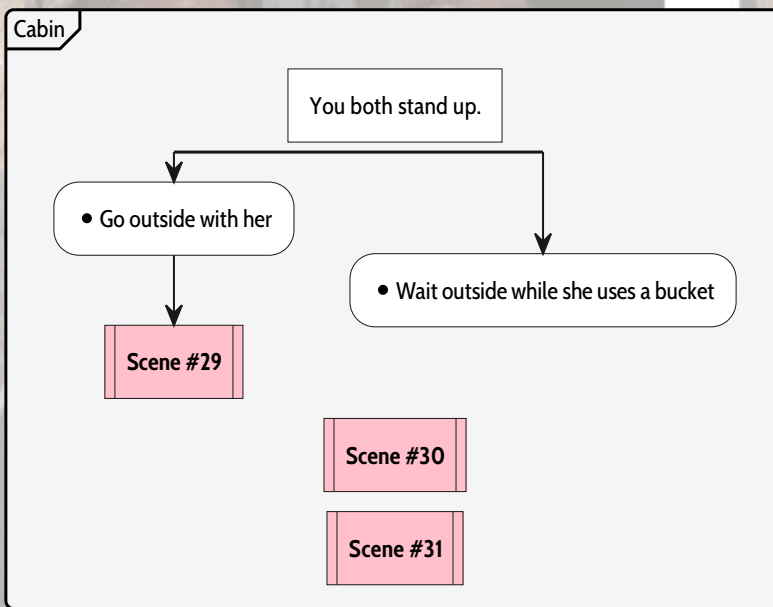 Cabin
You both stand up.
• Go outside with her
• Wait outside while she uses a bucket
Scene #29
Scene #30
Scene #31